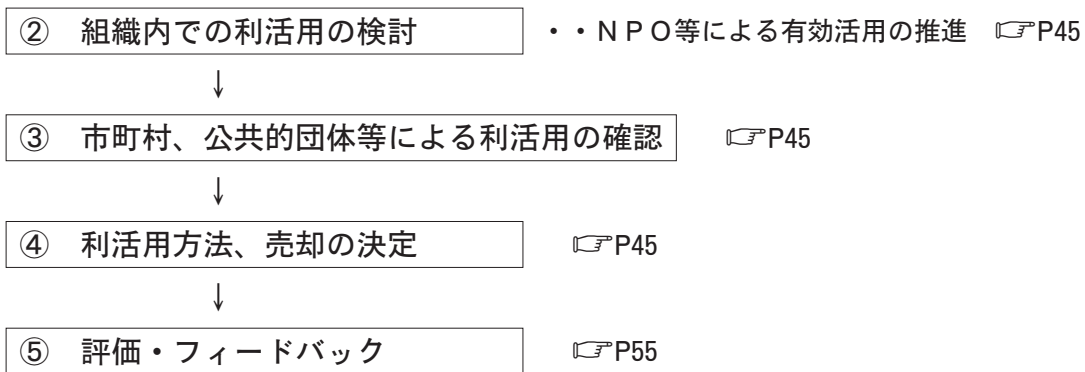 ② 組織内での利活用の検討 ・・ＮＰＯ等による有効活用の推進 ☞P45
↓
③ 市町村、公共的団体等による利活用の確認 ☞P45
↓
④ 利活用方法、売却の決定 ☞P45
↓
⑤ 評価・フィードバック ☞P55